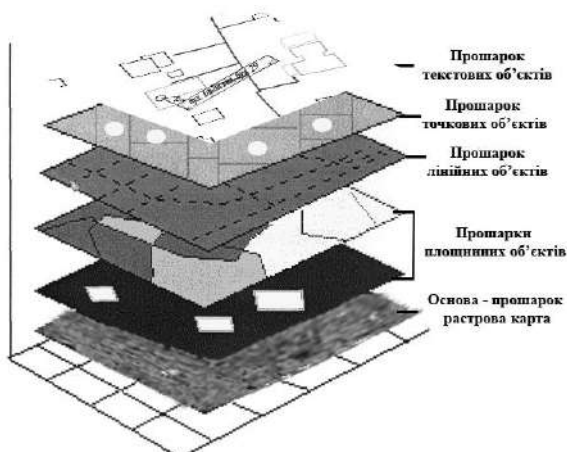 Прошарок
текстових об'єктів
Прошарок
точкових об'єктів
Прошарок
лінійних об'єктів
Прошарки
площинних об'єктів
Основа - прошарок
растрова карта